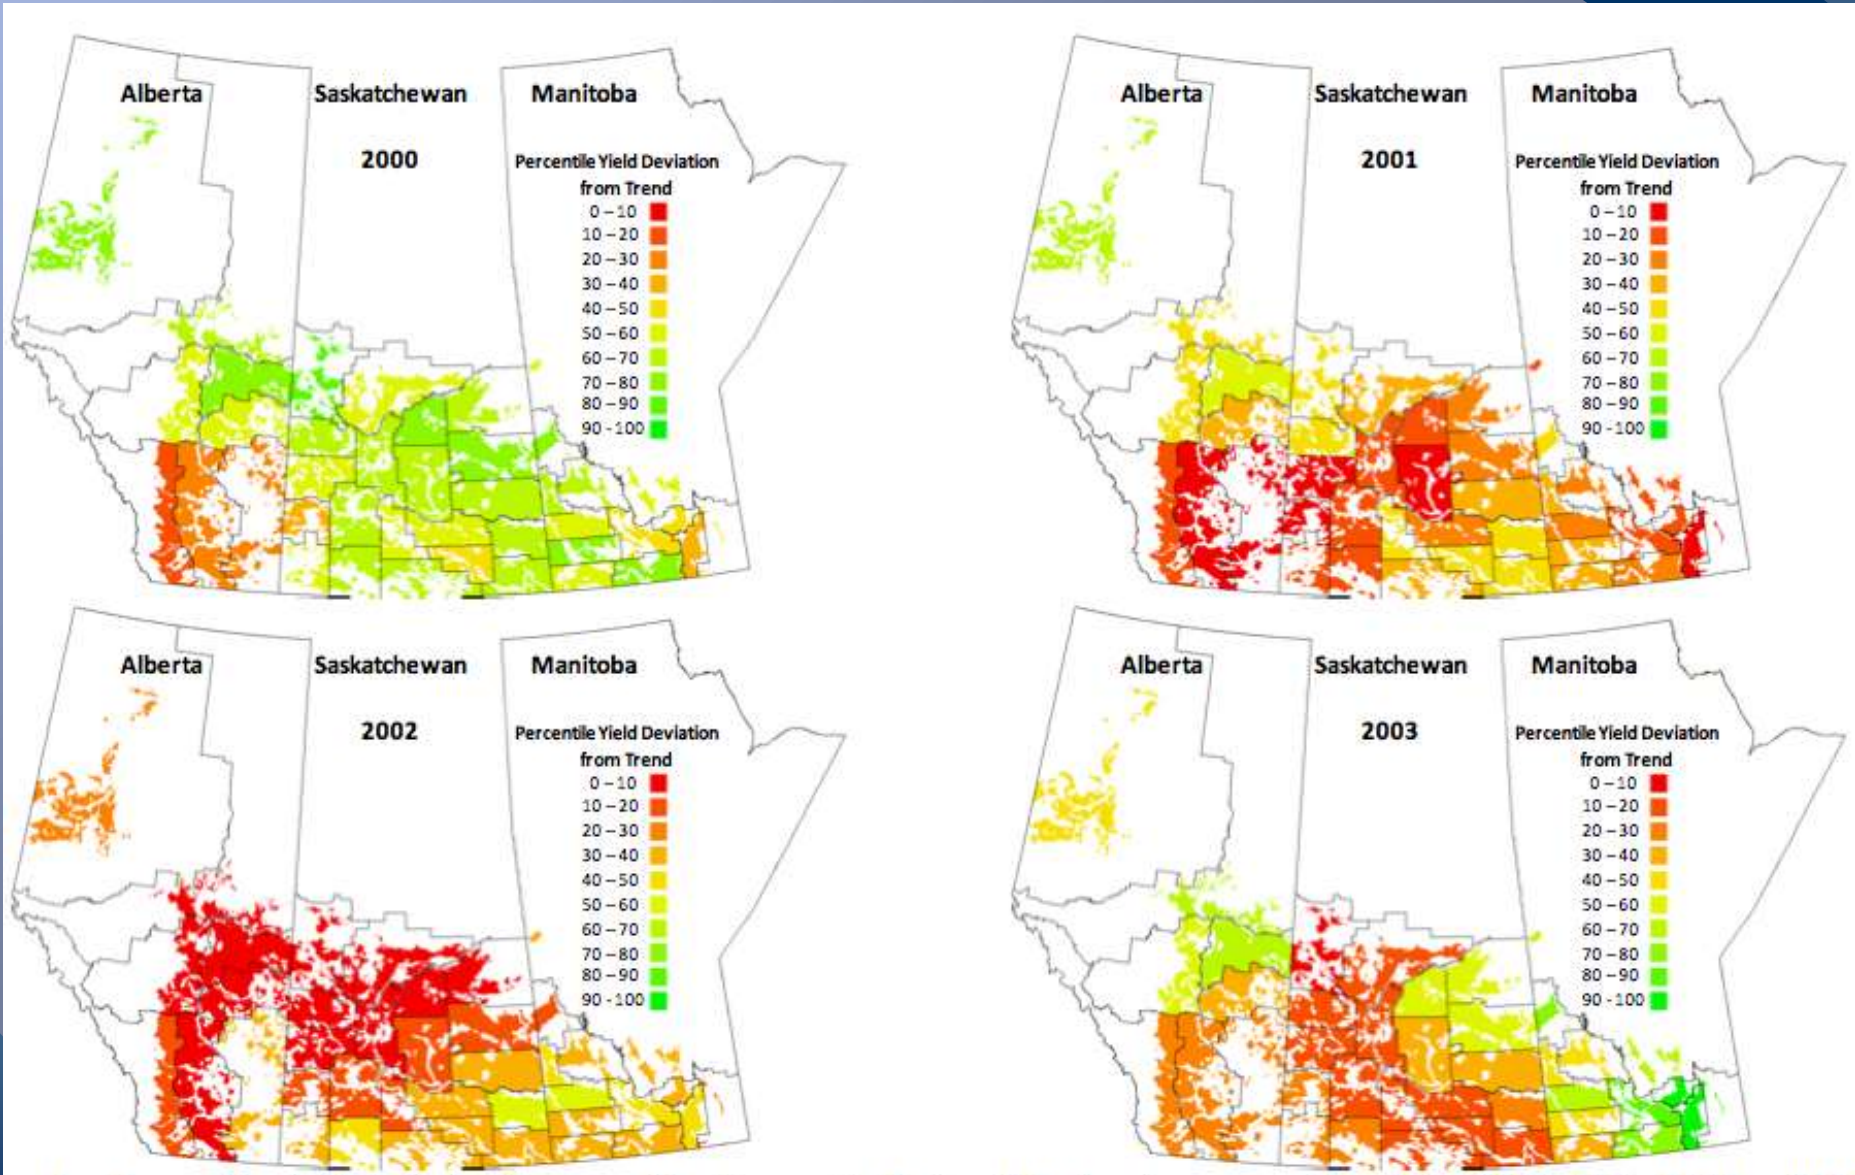 Alberta Saskatchewan Manitoba
2000
Percentile Yield Deviation
from Trend
0 – 10
10 – 20
20 – 30
30 – 40
40 – 50
50 – 60
60 – 70
70 – 80
80 – 90
90 - 100
Alberta Saskatchewan Manitoba
2001
Percentile Yield Deviation
from Trend
0 – 10
10 – 20
20 – 30
30 – 40
40 – 50
50 – 60
60 – 70
70 – 80
80 – 90
90 - 100
Alberta Saskatchewan Manitoba
2002
Percentile Yield Deviation
from Trend
0 – 10
10 – 20
20 – 30
30 – 40
40 – 50
50 – 60
60 – 70
70 – 80
80 – 90
90 - 100
Alberta Saskatchewan Manitoba
2003
Percentile Yield Deviation
from Trend
0 – 10
10 – 20
20 – 30
30 – 40
40 – 50
50 – 60
60 – 70
70 – 80
80 – 90
90 - 100